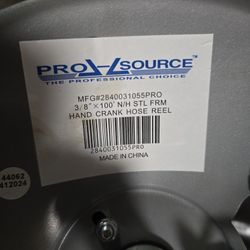 PRO SOURCE
THE PROFESSIONAL CHOICE
MFG#2840031055PRO
3/8"×100' N/H STL FRM
HAND CRANK HOSE REEL
2840031055PRO
MADE IN CHINA
44062
412024